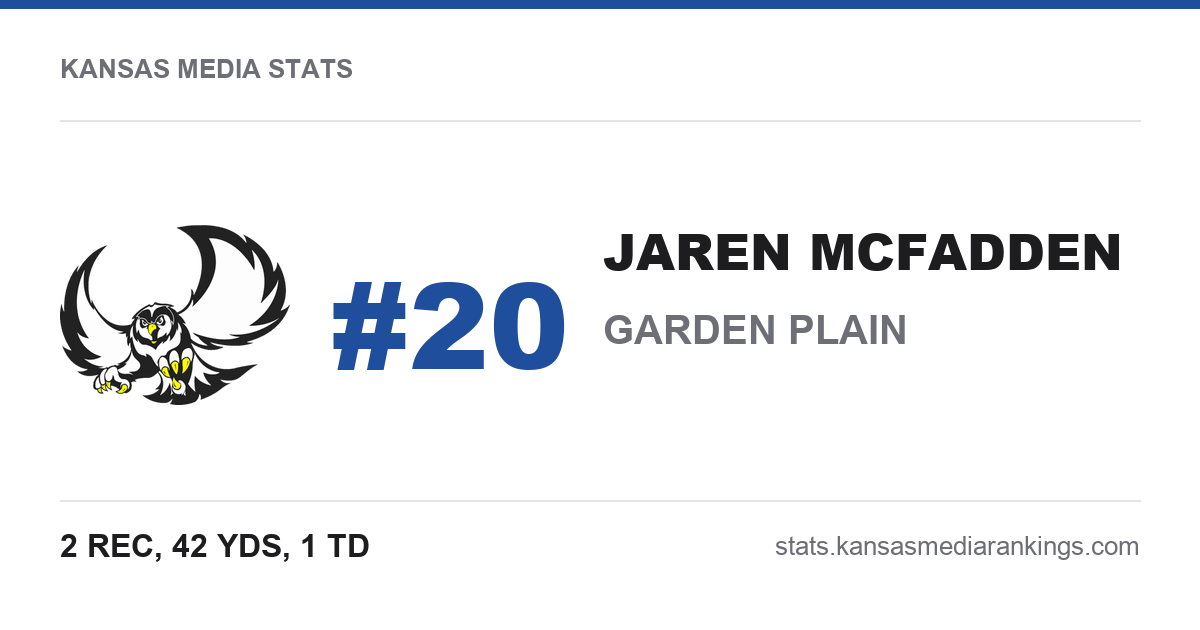 KANSAS MEDIA STATS
#20
JAREN MCFADDEN
GARDEN PLAIN
2 REC, 42 YDS, 1 TD
stats.kansasmediarankings.com